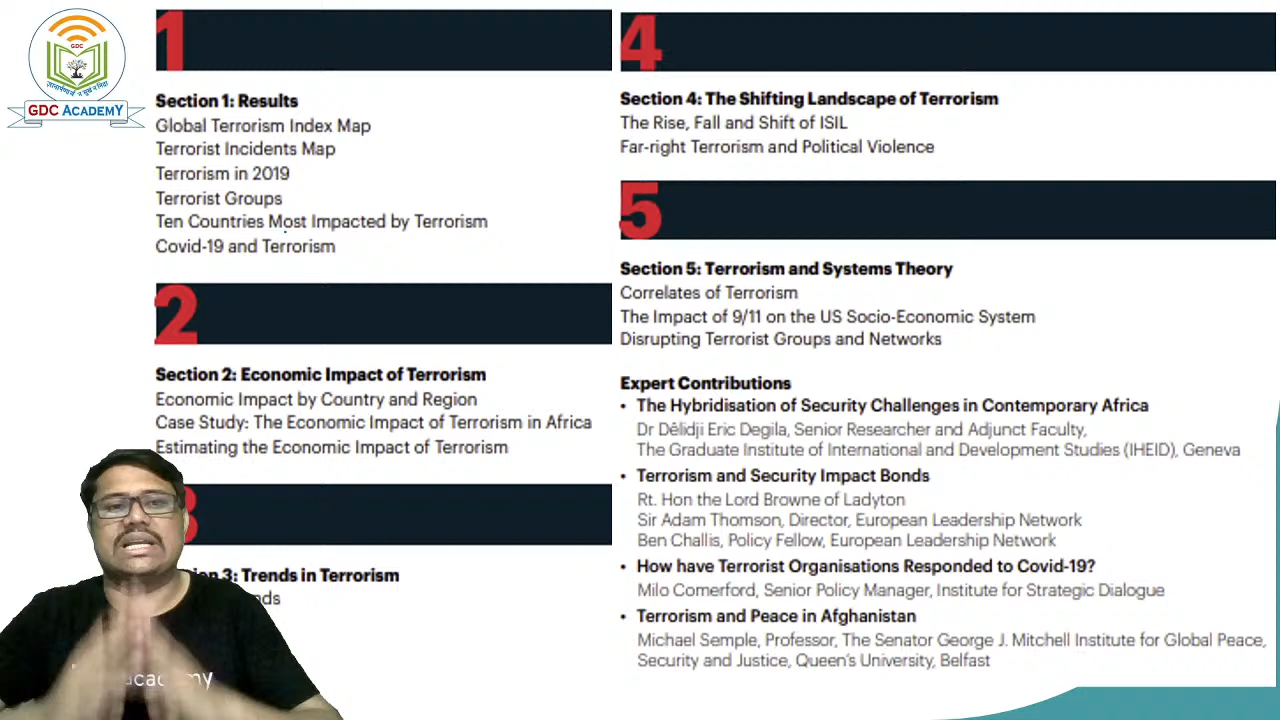 GDC
GDC ACADEMY
1
Section 1: Results
Global Terrorism Index Map
Terrorist Incidents Map
Terrorism in 2019
Terrorist Groups
Ten Countries Most Impacted by Terrorism
Covid-19 and Terrorism
2
Section 2: Economic Impact of Terrorism
Economic Impact by Country and Region
Case Study: The Economic Impact of Terrorism in Africa
Estimating the Economic Impact of Terrorism
3: Trends in Terrorism
4
Section 4: The Shifting Landscape of Terrorism
The Rise, Fall and Shift of ISIL
Far-right Terrorism and Political Violence
5
Section 5: Terrorism and Systems Theory
Correlates of Terrorism
The Impact of 9/11 on the US Socio-Economic System
Disrupting Terrorist Groups and Networks
Expert Contributions
• The Hybridisation of Security Challenges in Contemporary Africa
Dr Dêlidji Eric Degila, Senior Researcher and Adjunct Faculty,
The Graduate Institute of International and Development Studies (IHEID), Geneva
• Terrorism and Security Impact Bonds
Rt. Hon the Lord Browne of Ladyton
Sir Adam Thomson, Director, European Leadership Network
Ben Challis, Policy Fellow, European Leadership Network
• How have Terrorist Organisations Responded to Covid-19?
Milo Comerford, Senior Policy Manager, Institute for Strategic Dialogue
• Terrorism and Peace in Afghanistan
Michael Semple, Professor, The Senator George J. Mitchell Institute for Global Peace,
Security and Justice, Queen's University, Belfast